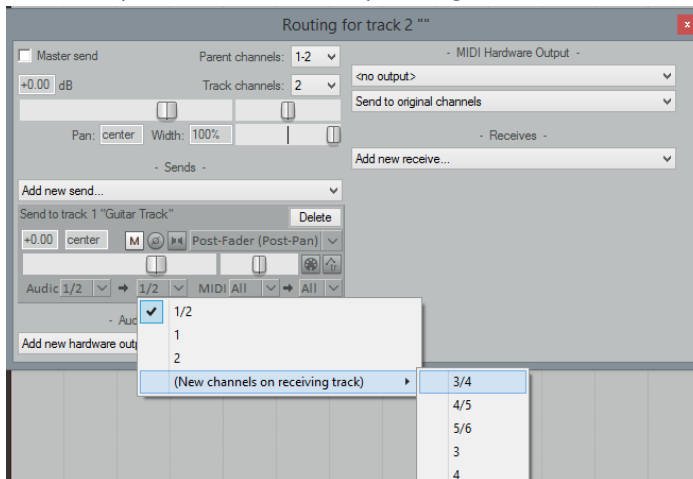 Routing for track 2 ""
x
Master send
Parent channels: 1-2
+0.00 dB
Track channels: 2
Pan: center Width: 100%
- Sends -
Add new send...
Send to track 1 "Guitar Track"
Delete
+0.00 center M Post-Fader (Post-Pan)
Audio 1/2 1/2 MIDI All All
1/2
1
2
(New channels on receiving track)
3/4
4/5
5/6
3
4
- Aud
Add new hardware outp
- MIDI Hardware Output -
<no output>
Send to original channels
- Receives -
Add new receive...